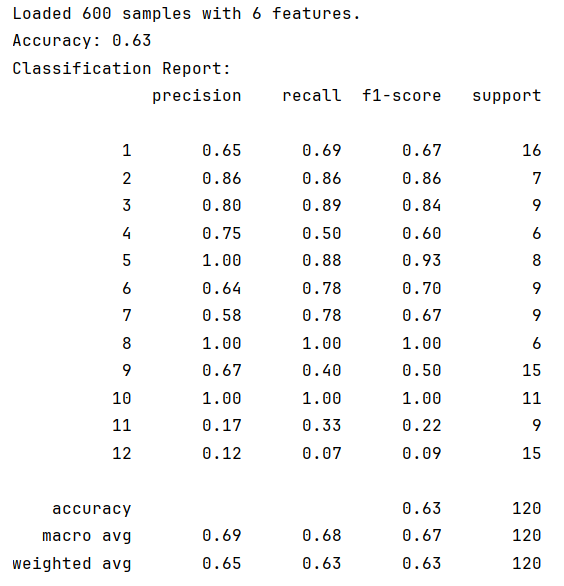 Loaded 600 samples with 6 features.
Accuracy: 0.63
Classification Report:
precision recall f1-score support
1 0.65 0.69 0.67 16
2 0.86 0.86 0.86 7
3 0.80 0.89 0.84 9
4 0.75 0.50 0.60 6
5 1.00 0.88 0.93 8
6 0.64 0.78 0.70 9
7 0.58 0.78 0.67 9
8 1.00 1.00 1.00 6
9 0.67 0.40 0.50 15
10 1.00 1.00 1.00 11
11 0.17 0.33 0.22 9
12 0.12 0.07 0.09 15
accuracy 0.63 120
macro avg 0.69 0.68 0.67 120
weighted avg 0.65 0.63 0.63 120